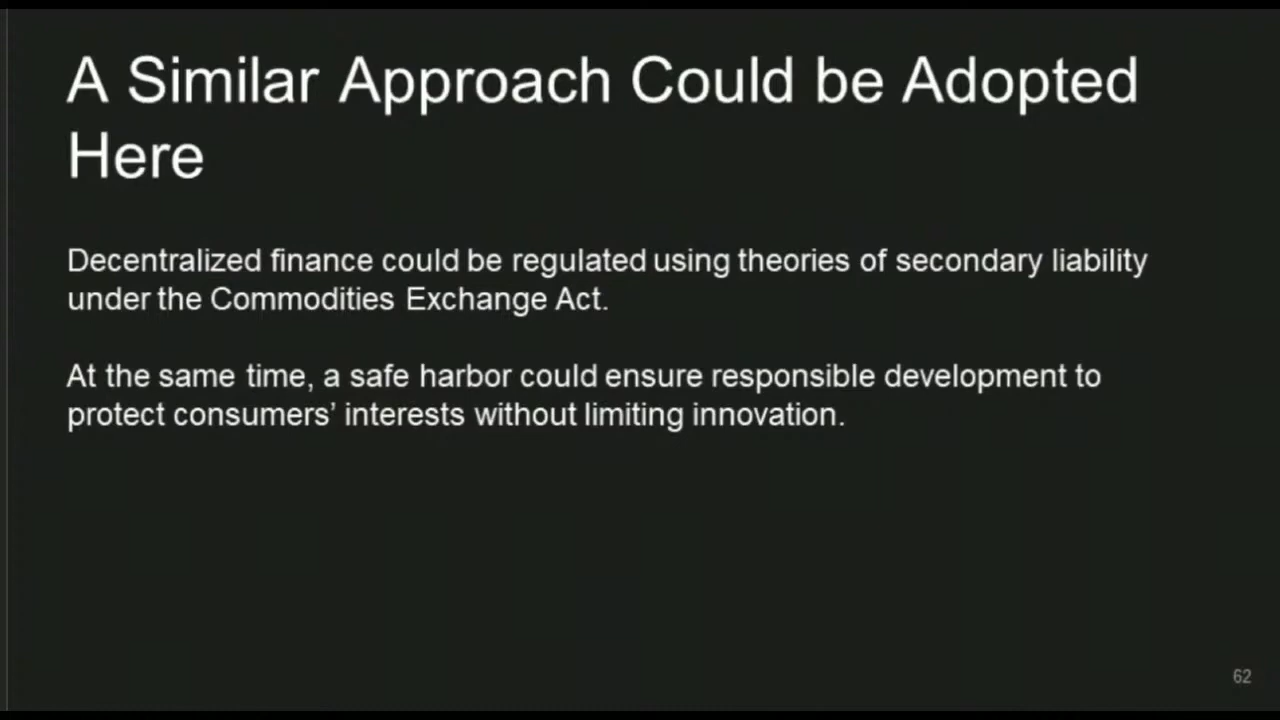 A Similar Approach Could be Adopted
Here
Decentralized finance could be regulated using theories of secondary liability
under the Commodities Exchange Act.
At the same time, a safe harbor could ensure responsible development to
protect consumers’ interests without limiting innovation.
62